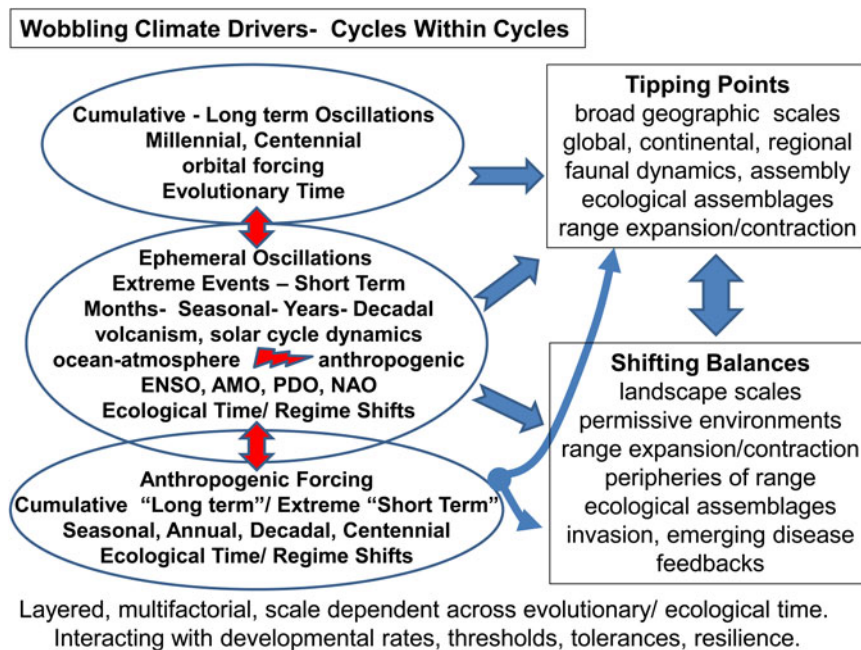 Wobbling Climate Drivers- Cycles Within Cycles
Cumulative - Long term Oscillations
Millennial, Centennial
orbital forcing
Evolutionary Time
Ephemeral Oscillations
Extreme Events – Short Term
Months- Seasonal- Years- Decadal
volcanism, solar cycle dynamics
ocean-atmosphere anthropogenic
ENSO, AMO, PDO, NAO
Ecological Time/ Regime Shifts
Anthropogenic Forcing
Cumulative “Long term”/ Extreme “Short Term”
Seasonal, Annual, Decadal, Centennial
Ecological Time/ Regime Shifts
Tipping Points
broad geographic scales
global, continental, regional
faunal dynamics, assembly
ecological assemblages
range expansion/contraction
Shifting Balances
landscape scales
permissive environments
range expansion/contraction
peripheries of range
ecological assemblages
invasion, emerging disease
feedbacks
Layered, multifactorial, scale dependent across evolutionary/ ecological time.
Interacting with developmental rates, thresholds, tolerances, resilience.